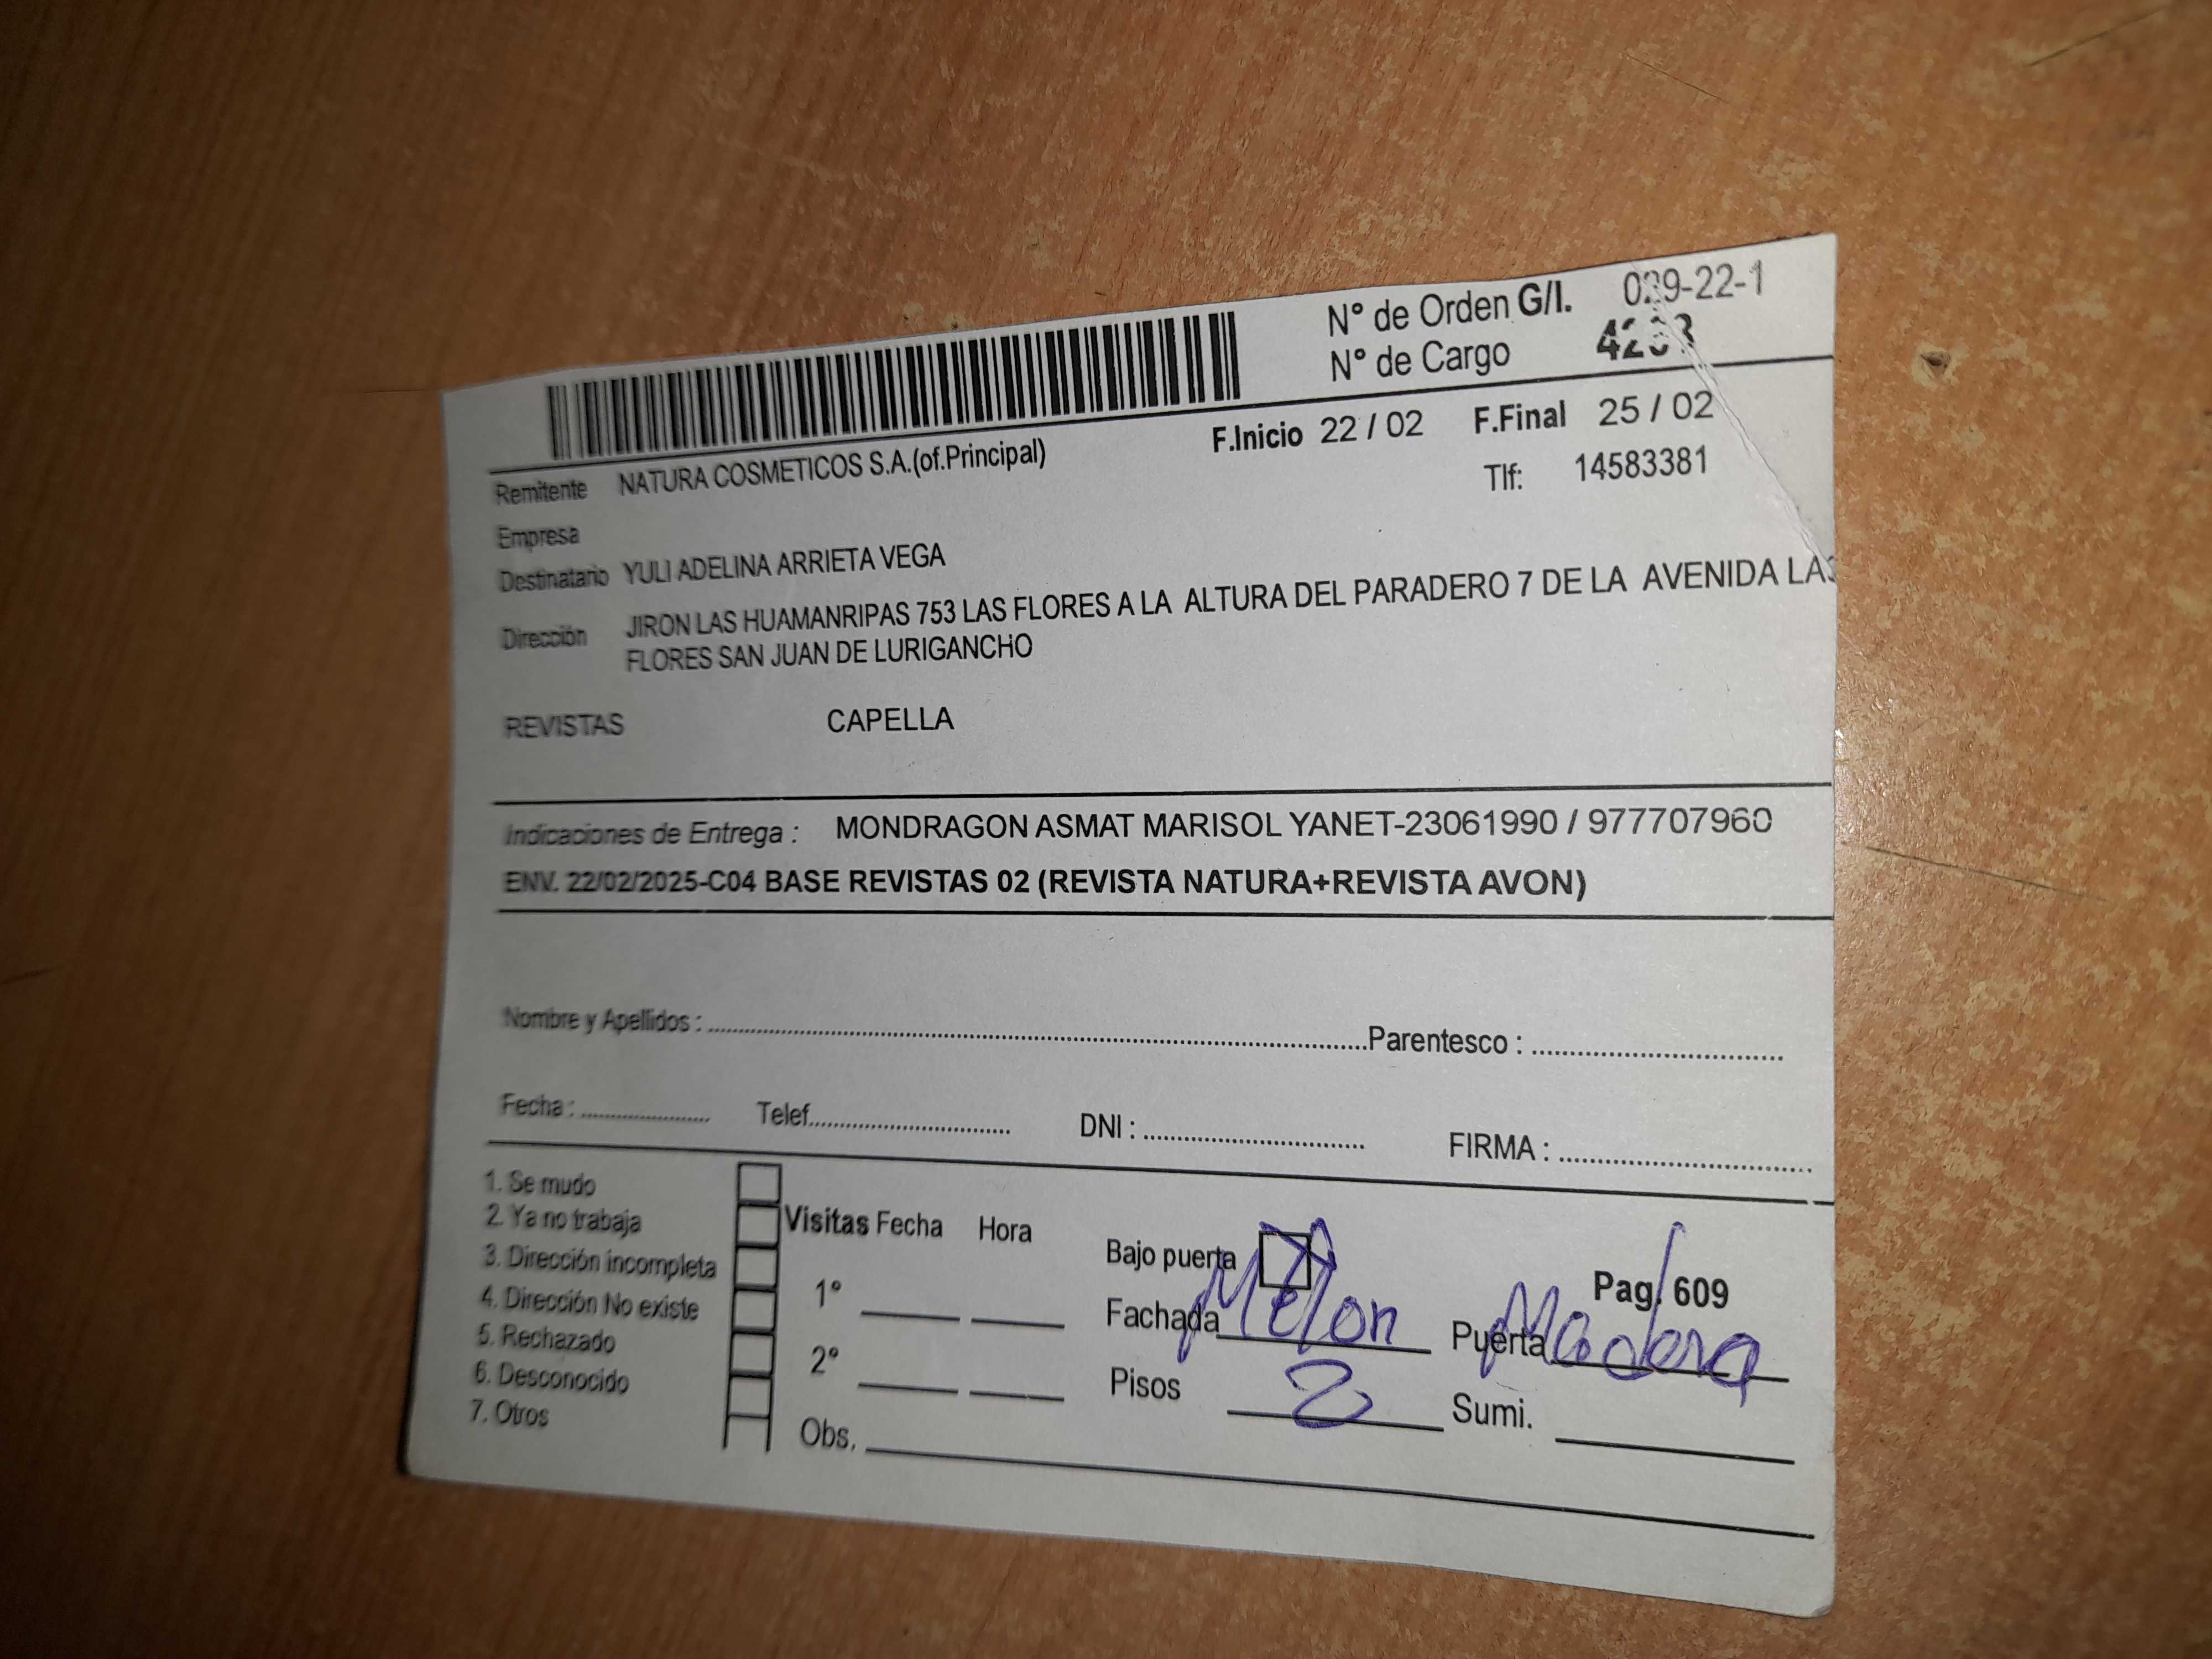 N° de Orden G/I. 029-22-1
N° de Cargo
F.Inicio 22 / 02 F.Final 25 / 02
Remitente NATURA COSMETICOS S.A.(of.Principal) Tlf: 14583381
Empresa
Destinatario YULI ADELINA ARRIETA VEGA
Dirección JIRON LAS HUAMANRIPAS 753 LAS FLORES A LA ALTURA DEL PARADERO 7 DE LA AVENIDA LAS
FLORES SAN JUAN DE LURIGANCHO
REVISTAS CAPELLA
Indicaciones de Entrega : MONDRAGON ASMAT MARISOL YANET-23061990 / 977707960
ENV. 22/02/2025-C04 BASE REVISTAS 02 (REVISTA NATURA+REVISTA AVON)
Nombre y Apellidos : Parentesco :
Fecha : Telef. DNI : FIRMA :
1. Se mudo
2. Ya no trabaja
3. Dirección incompleta
4. Dirección No existe
5. Rechazado
6. Desconocido
7. Otros
Visitas Fecha Hora
1°
2°
Obs.
Bajo puerta
Pag. 609
Fachada Melon Puerta Madera
Pisos 2 Sumi.